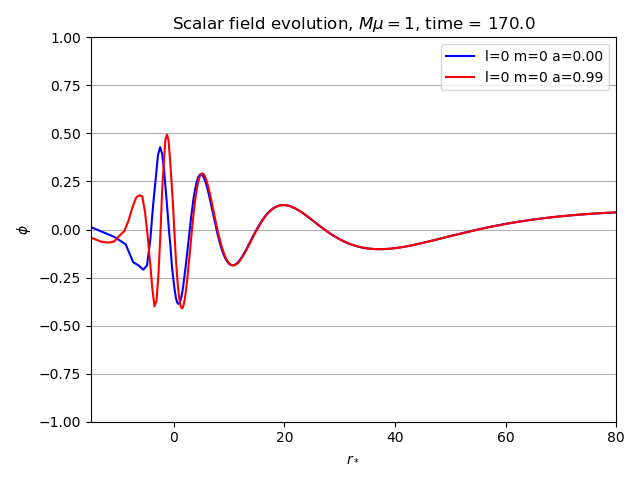 Scalar field evolution, Mμ = 1, time = 170.0
1.00
0.75
0.50
0.25
0.00
−0.25
−0.50
−0.75
−1.00
ϕ
l=0 m=0 a=0.00
l=0 m=0 a=0.99
0 20 40 60 80
r*